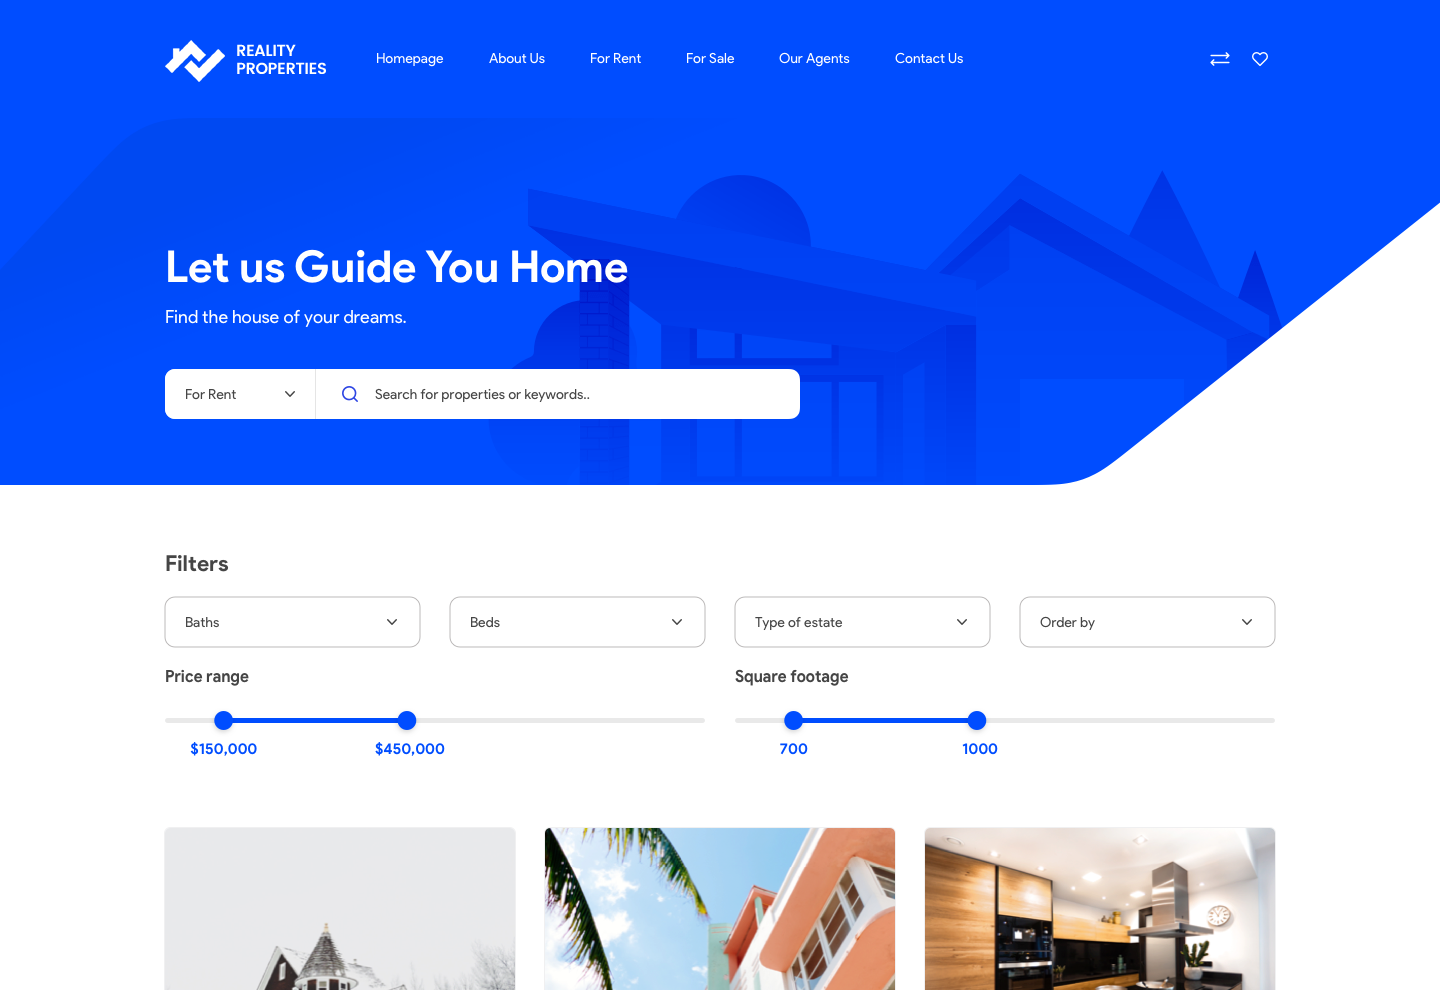 REALITY
PROPERTIES
Homepage
About Us
For Rent
For Sale
Our Agents
Contact Us
Let us Guide You Home
Find the house of your dreams.
For Rent
Search for properties or keywords..
Filters
Baths
Beds
Type of estate
Order by
Price range
Square footage
$150,000
$450,000
700
1000